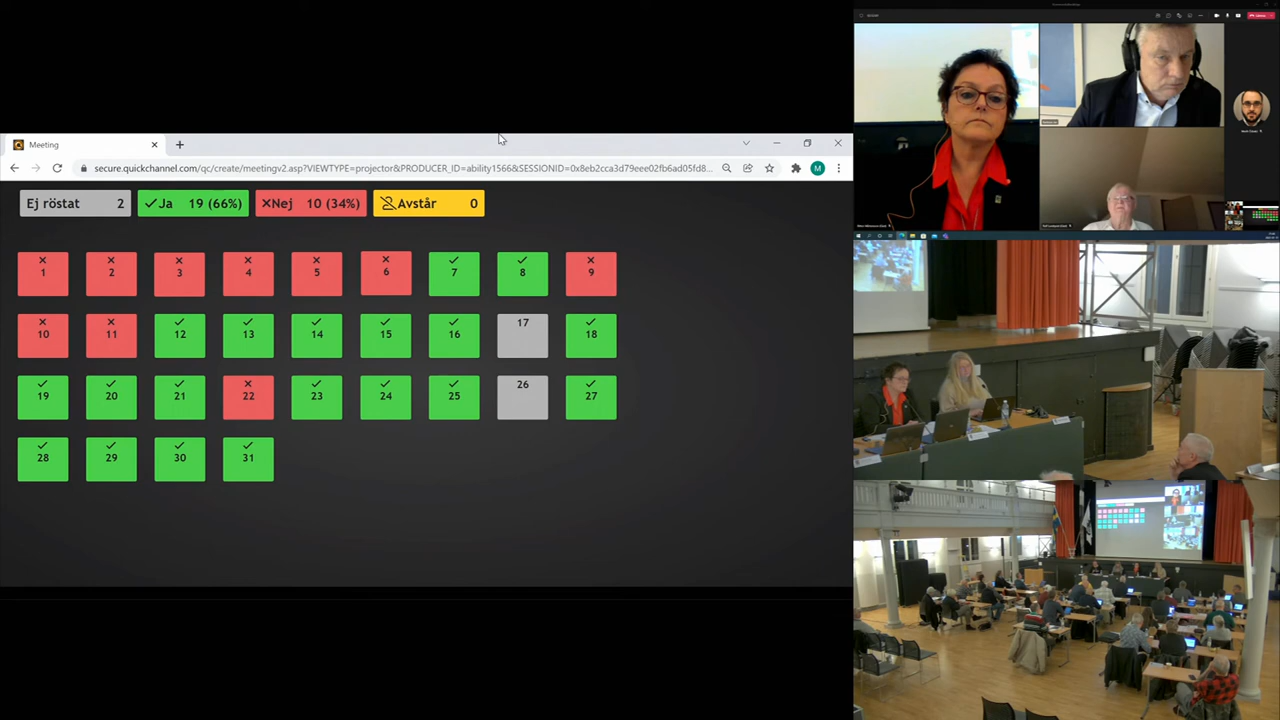 Meeting
secure.quickchannel.com/qc/create/meetingv2.asp?VIEWTYPE=projector&PRODUCER_ID=ability1566&SESSIONID=0x8eb2cca3d79eee02fb6ad05fd8...
M
Ej röstat 2
Ja 19 (66%)
Nej 10 (34%)
Avstår 0
1 2 3 4 5 6 7 8 9
10 11 12 13 14 15 16 17 18
19 20 21 22 23 24 25 26 27
28 29 30 31